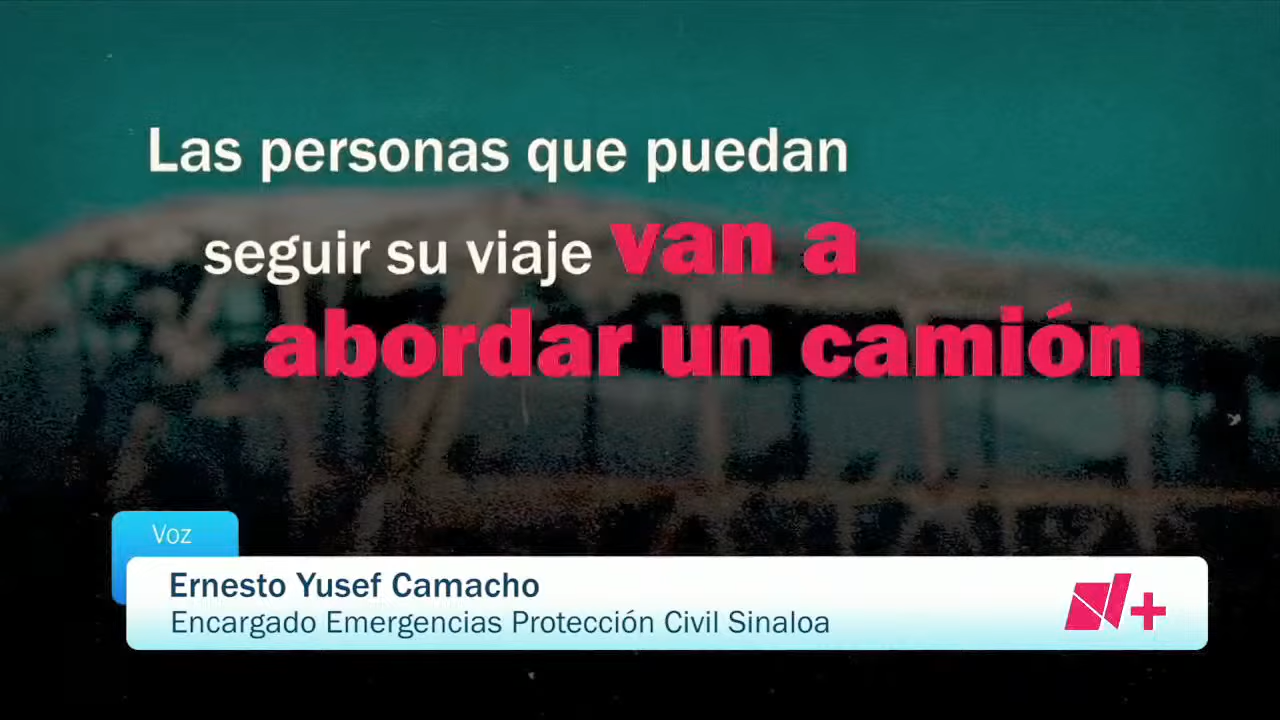 Las personas que puedan
seguir su viaje van a
abordar un camión
Voz
Ernesto Yusef Camacho
Encargado Emergencias Protección Civil Sinaloa
N+